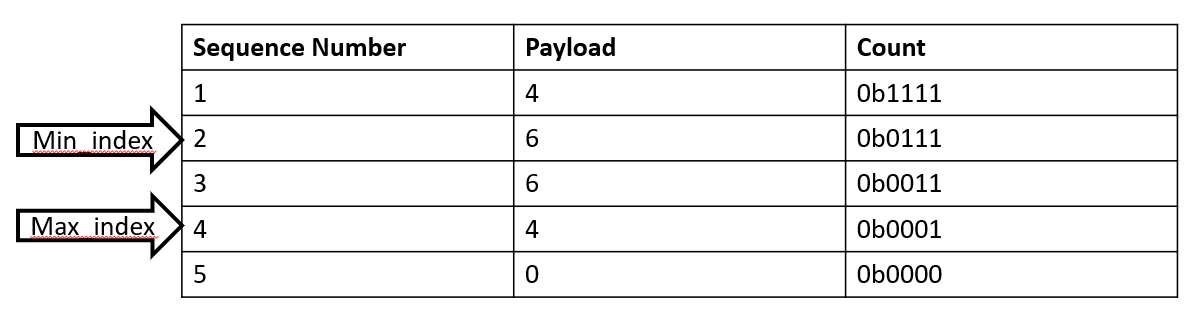 Sequence Number Payload Count
1 4 0b1111
Min_index 2 6 0b0111
3 6 0b0011
Max_index 4 4 0b0001
5 0 0b0000